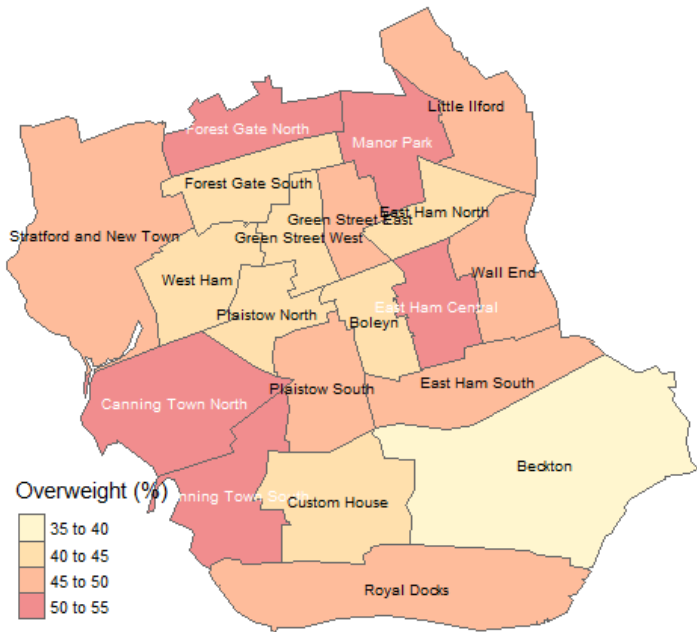 Little Ilford
Forest Gate North
Manor Park
Forest Gate South
East Ham North
Green Street East
Stratford and New Town
Green Street West
Wall End
West Ham
East Ham Central
Plaistow North
Boleyn
Plaistow South
East Ham South
Canning Town North
Beckton
Overweight (%)
nning Town South
Custom House
35 to 40
40 to 45
45 to 50
50 to 55
Royal Docks